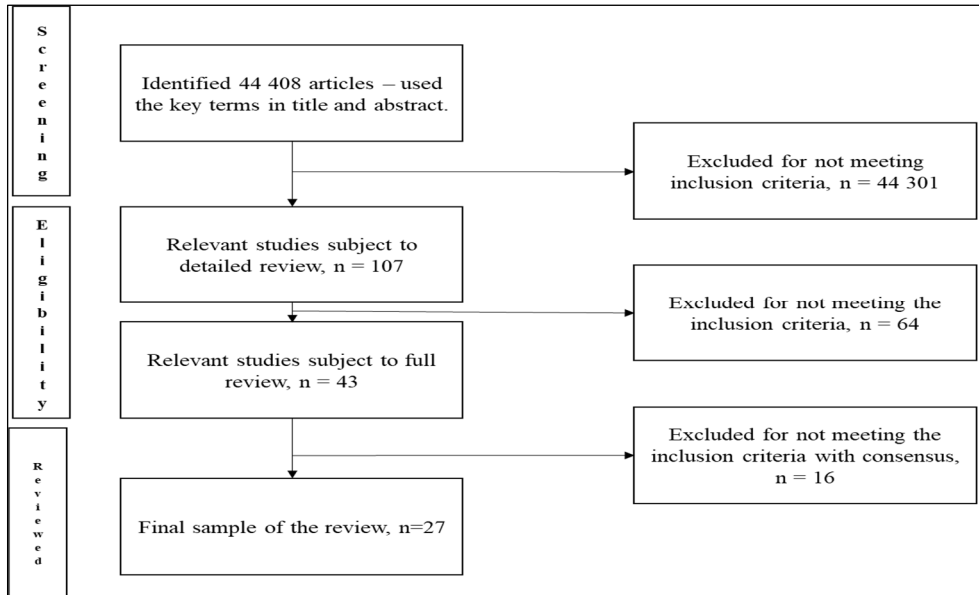 Screening
Identified 44 408 articles – used
the key terms in title and abstract.
Excluded for not meeting
inclusion criteria, n = 44 301
Eligibility
Relevant studies subject to
detailed review, n = 107
Excluded for not meeting the
inclusion criteria, n = 64
Relevant studies subject to full
review, n = 43
Reviewed
Excluded for not meeting the
inclusion criteria with consensus,
n = 16
Final sample of the review, n=27